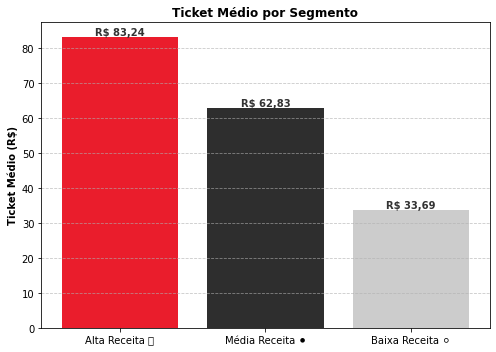 Ticket Médio por Segmento
R$ 83,24
R$ 62,83
R$ 33,69
Ticket Médio (R$)
80
70
60
50
40
30
20
10
0
Alta Receita ▯
Média Receita ⚫
Baixa Receita ⚪